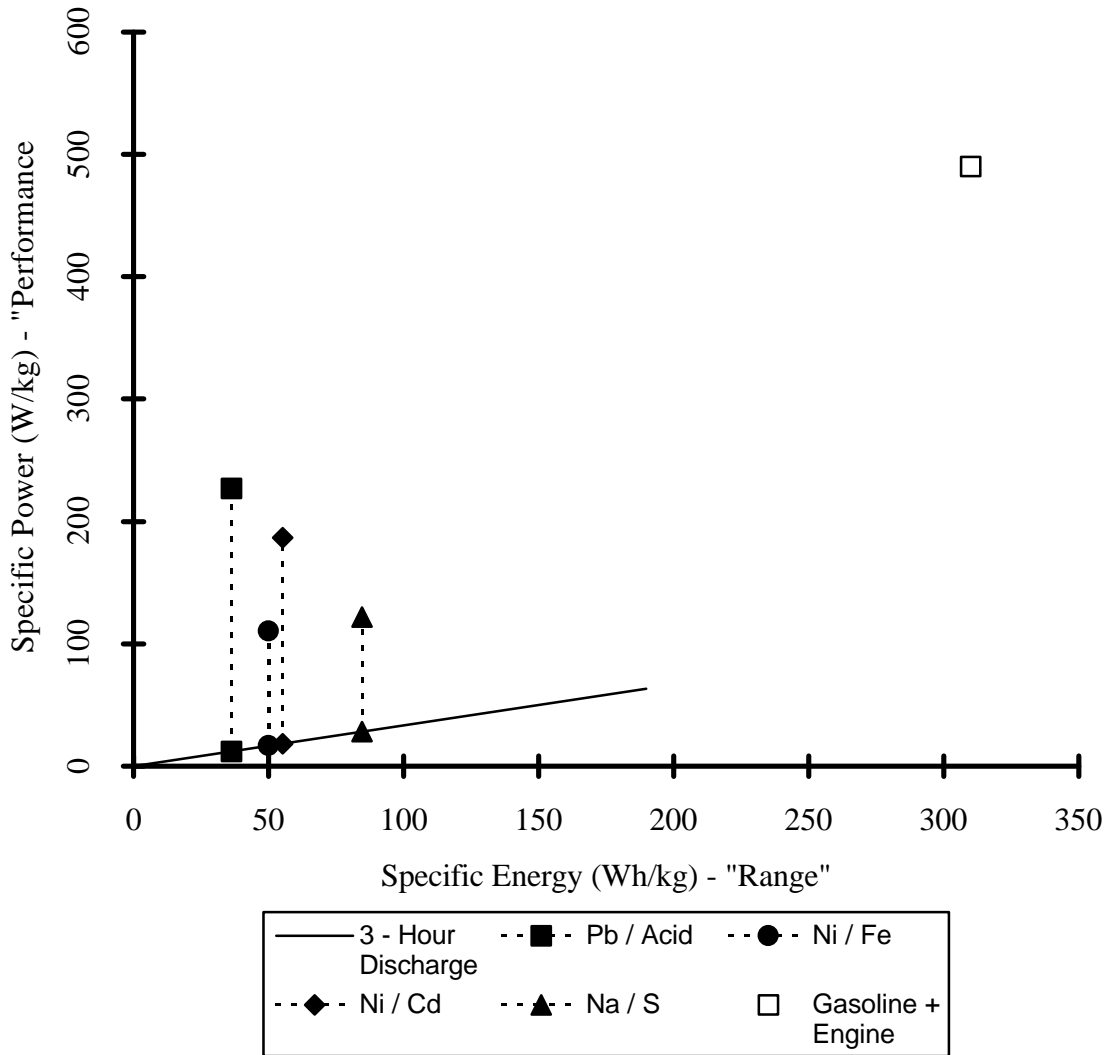 600
500
400
300
200
100
0
Specific Power (W/kg) - "Performance
0 50 100 150 200 250 300 350
Specific Energy (Wh/kg) - "Range"
3 - Hour
Discharge
Pb / Acid
Ni / Fe
Ni / Cd
Na / S
Gasoline +
Engine